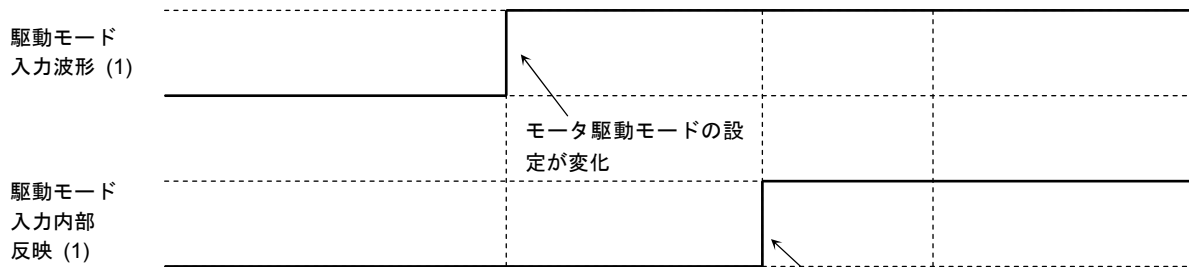 駆動モード
入力波形 (1)
モータ駆動モードの設
定が変化
駆動モード
入力内部
反映 (1)